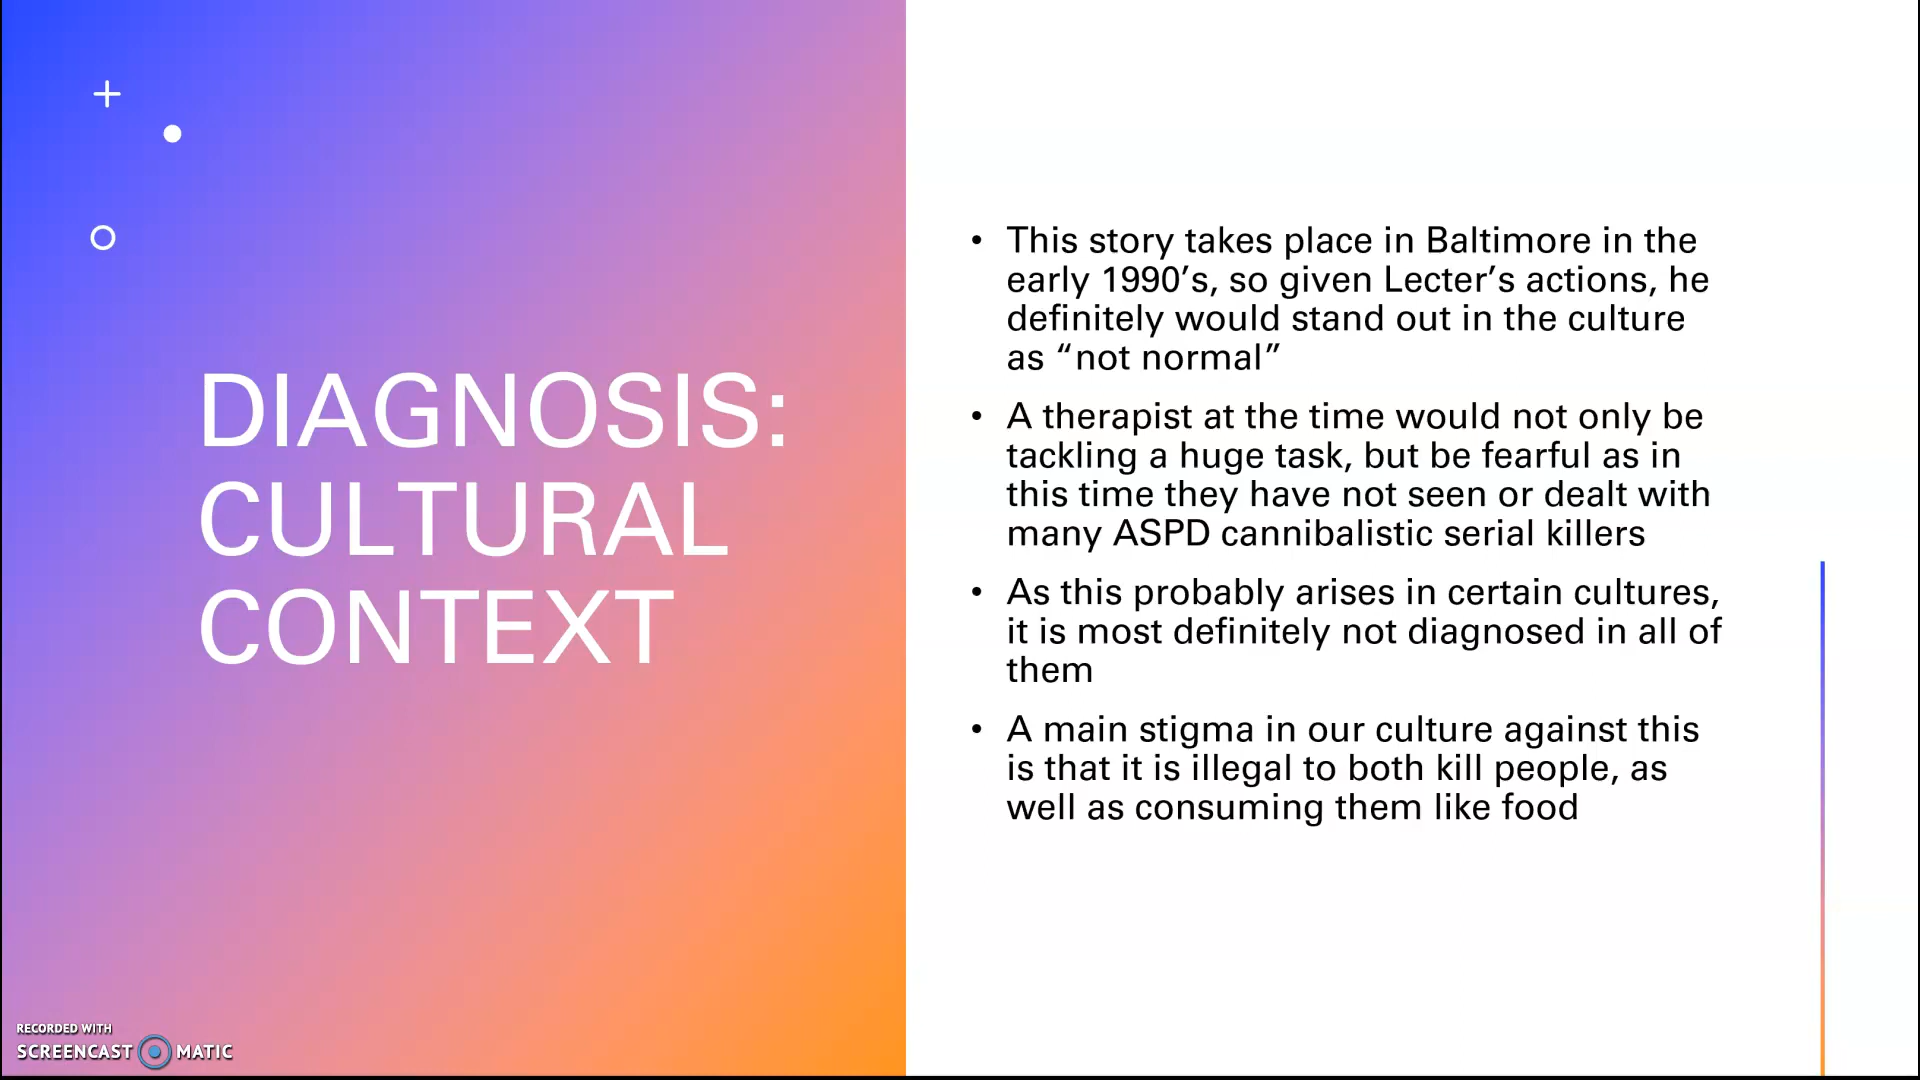 DIAGNOSIS:
CULTURAL
CONTEXT
• This story takes place in Baltimore in the
early 1990’s, so given Lecter’s actions, he
definitely would stand out in the culture
as “not normal”
• A therapist at the time would not only be
tackling a huge task, but be fearful as in
this time they have not seen or dealt with
many ASPD cannibalistic serial killers
• As this probably arises in certain cultures,
it is most definitely not diagnosed in all of
them
• A main stigma in our culture against this
is that it is illegal to both kill people, as
well as consuming them like food
RECORDED WITH
SCREENCAST MATIC